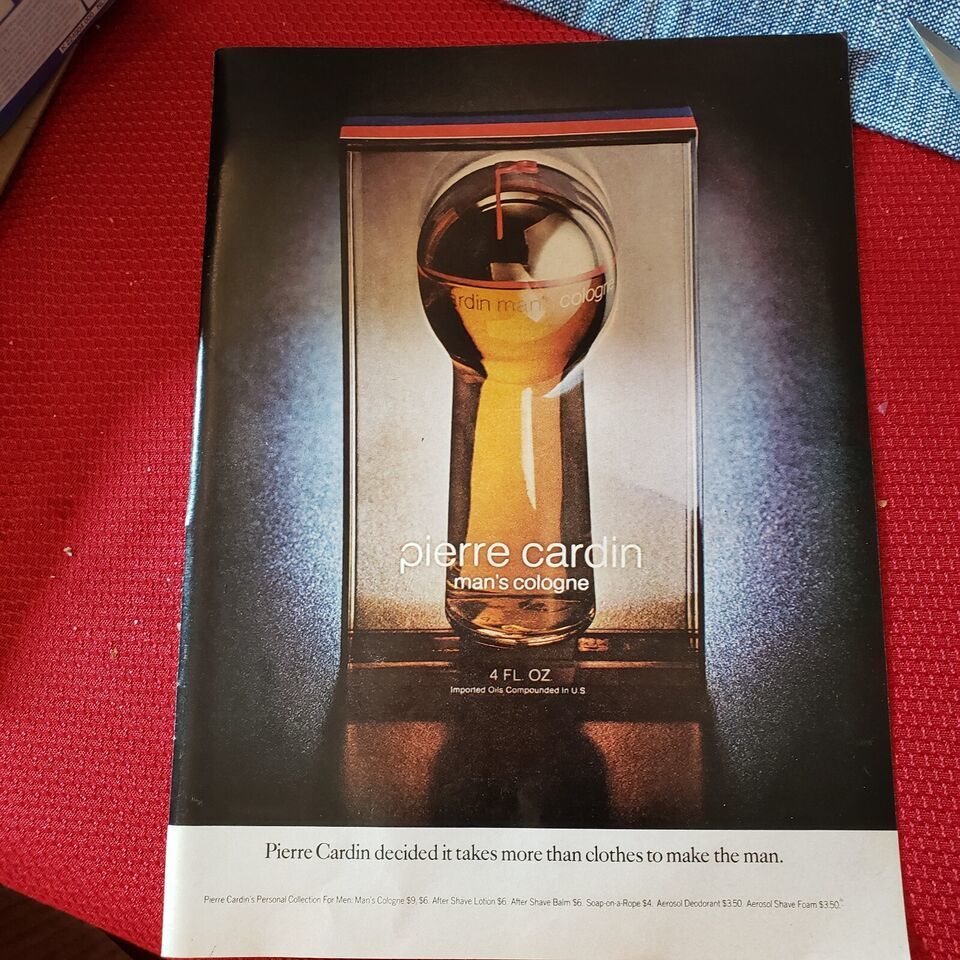 ardin man's cologne
pierre cardin
man's cologne
4 FL. OZ.
Imported Oils Compounded in U.S.
Pierre Cardin decided it takes more than clothes to make the man.
Pierre Cardin's Personal Collection For Men: Man's Cologne $9, $6. After Shave Lotion $6. After Shave Balm $6. Soap-on-a-Rope $4. Aerosol Deodorant $3.50. Aerosol Shave Foam $3.50.